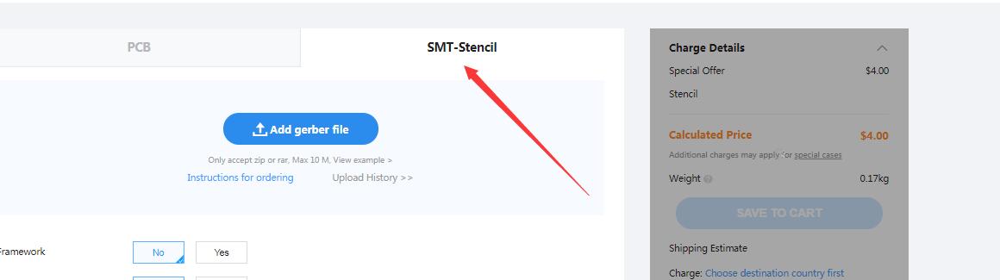 PCB
SMT-Stencil
Add gerber file
Only accept zip or rar, Max 10 M, View example >
Instructions for ordering
Upload History >>
Framework
No
Yes
Charge Details
Special Offer
$4.00
Stencil
Calculated Price
$4.00
Additional charges may apply for special cases
Weight
0.17kg
SAVE TO CART
Shipping Estimate
Charge: Choose destination country first